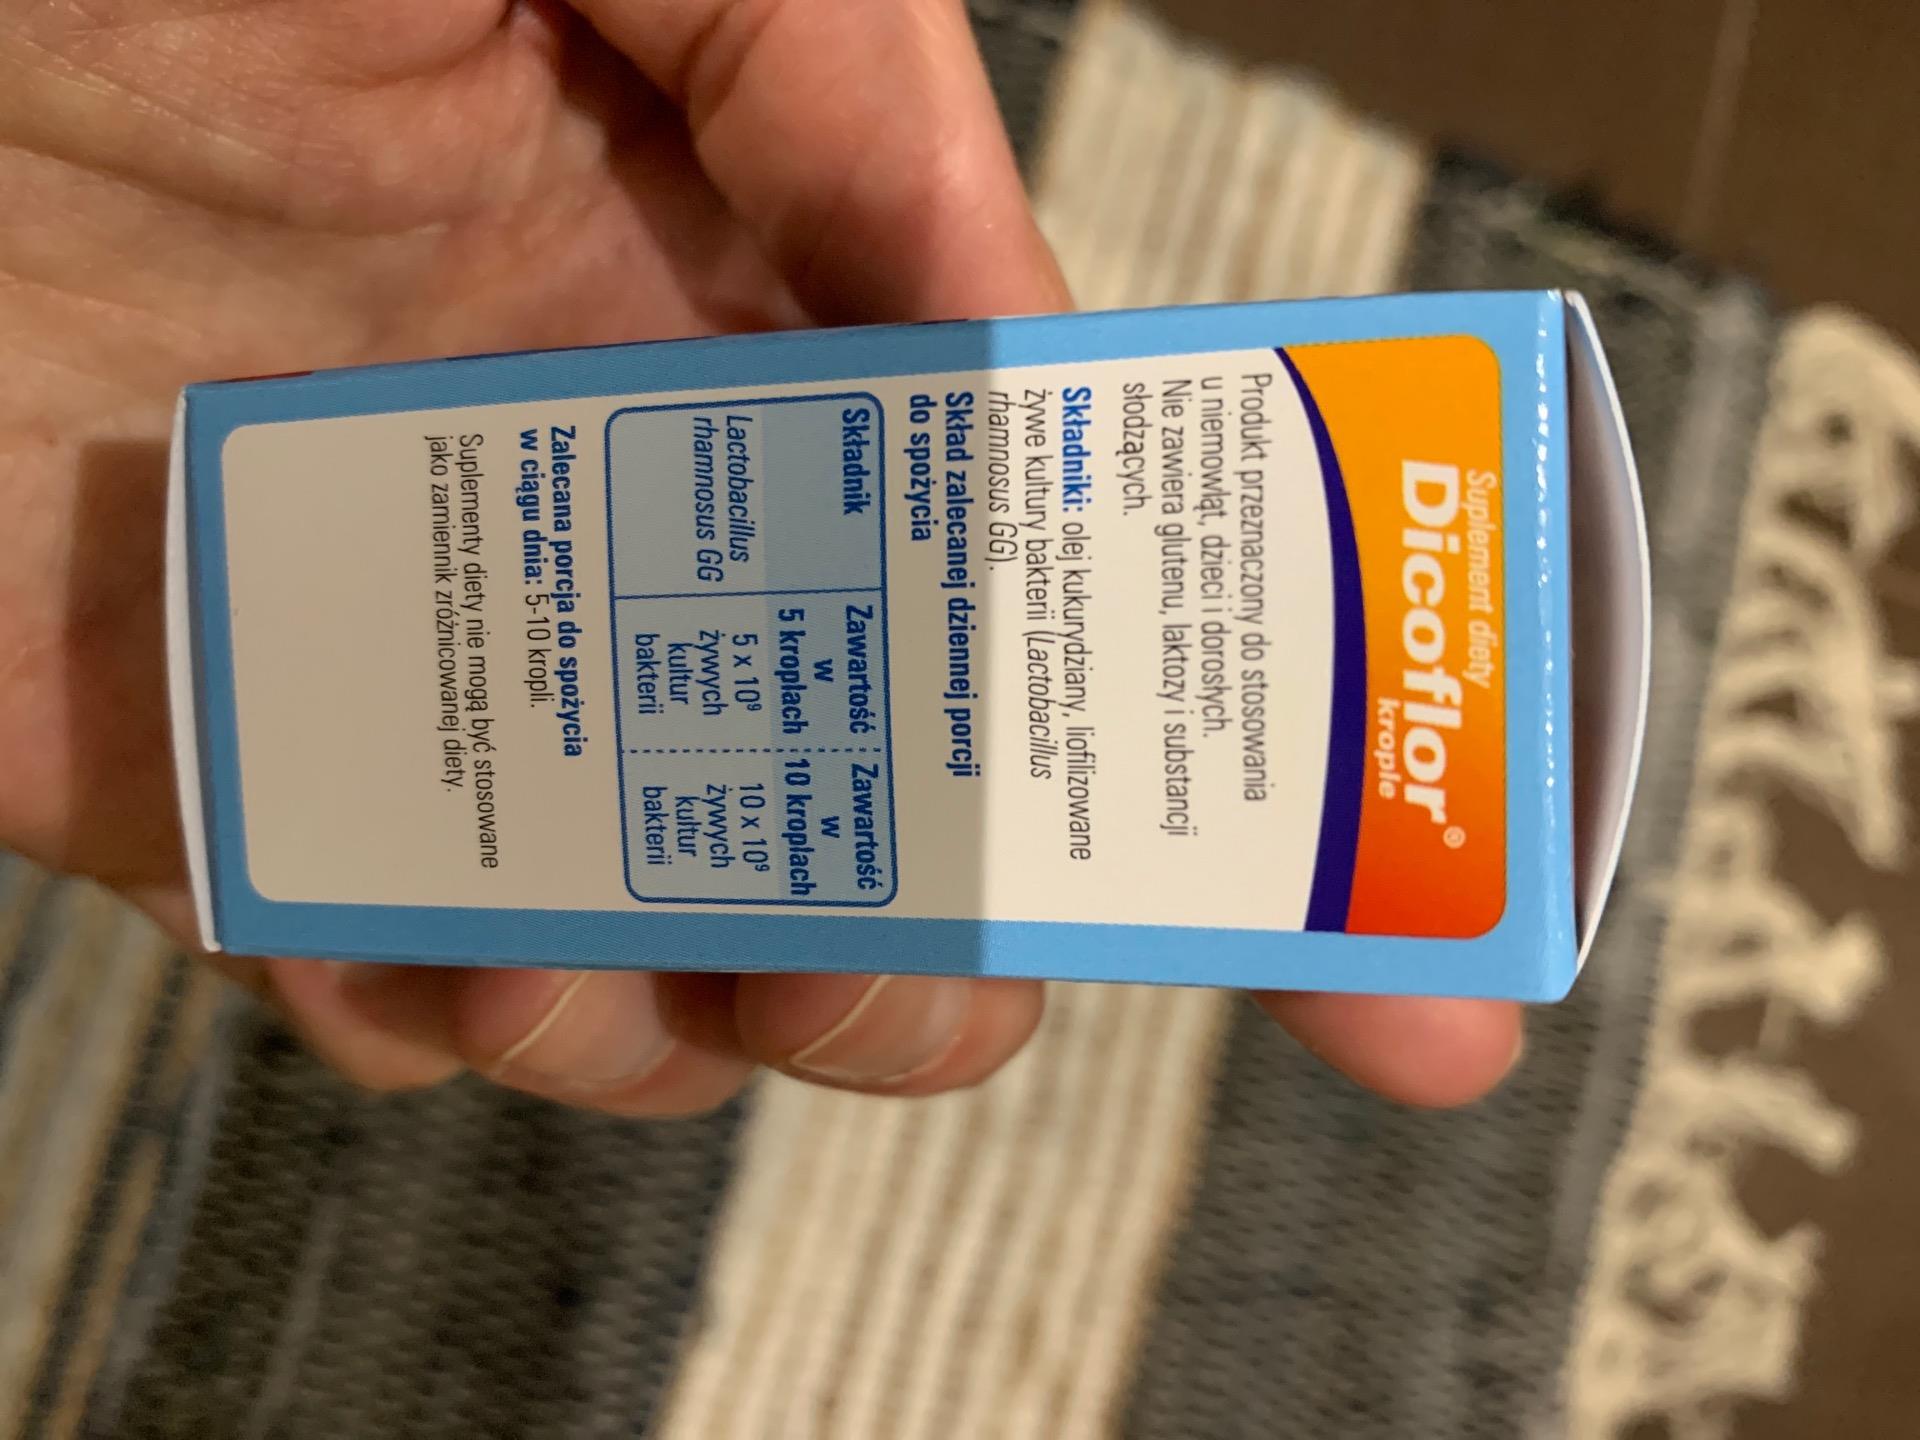 Suplement diety
Dicoflor®
krople
Produkt przeznaczony do stosowania
u niemowląt, dzieci i dorosłych.
Nie zawiera glutenu, laktozy i substancji
słodzących.
Składniki: olej kukurydziany, liofilizowane
żywe kultury bakterii (Lactobacillus
rhamnosus GG).
Skład zalecanej dziennej porcji
do spożycia
Składnik
Zawartość
w
5 kroplach
Zawartość
w
10 kroplach
Lactobacillus
rhamnosus GG
5 x 10⁹
żywych
kultur
bakterii
10 x 10⁹
żywych
kultur
bakterii
Zalecana porcja do spożycia
w ciągu dnia: 5-10 kropli.
Suplementy diety nie mogą być stosowane
jako zamiennik zróżnicowanej diety.